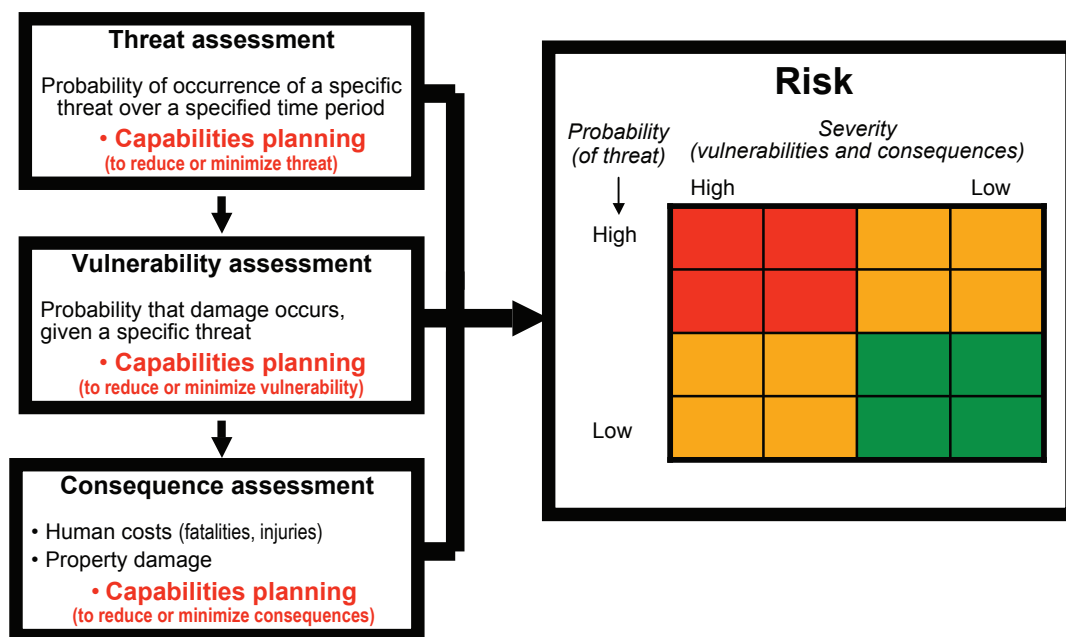 Threat assessment
Probability of occurrence of a specific
threat over a specified time period
• Capabilities planning
(to reduce or minimize threat)
Vulnerability assessment
Probability that damage occurs,
given a specific threat
• Capabilities planning
(to reduce or minimize vulnerability)
Consequence assessment
• Human costs (fatalities, injuries)
• Property damage
• Capabilities planning
(to reduce or minimize consequences)
Risk
Probability
(of threat)
Severity
(vulnerabilities and consequences)
High
Low
High
Low